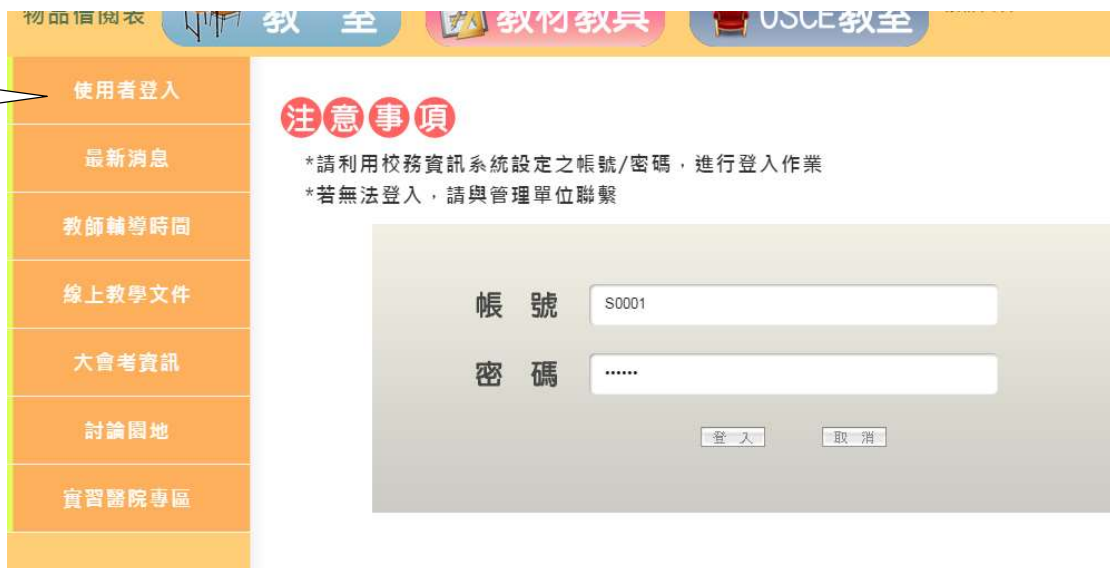 物品借閱表
教 室
教材教具
OSCE教室
使用者登入
最新消息
教師輔導時間
線上教學文件
大會考資訊
討論園地
實習醫院專區
注意事項
*請利用校務資訊系統設定之帳號/密碼，進行登入作業
*若無法登入，請與管理單位聯繫
帳 號 S0001
密 碼 ••••••
登 入 取 消